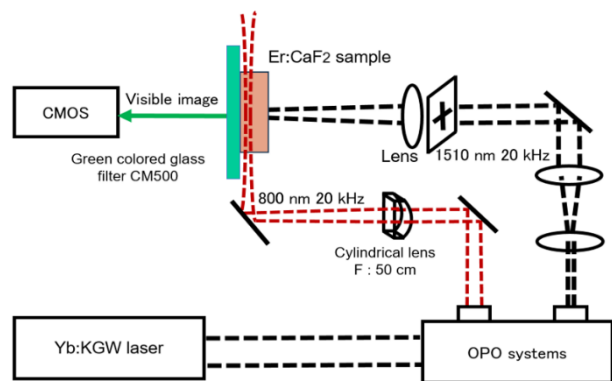 Er:CaF2 sample
CMOS
Visible image
Green colored glass
filter CM500
Lens
1510 nm 20 kHz
800 nm 20 kHz
Cylindrical lens
F : 50 cm
Yb:KGW laser
OPO systems